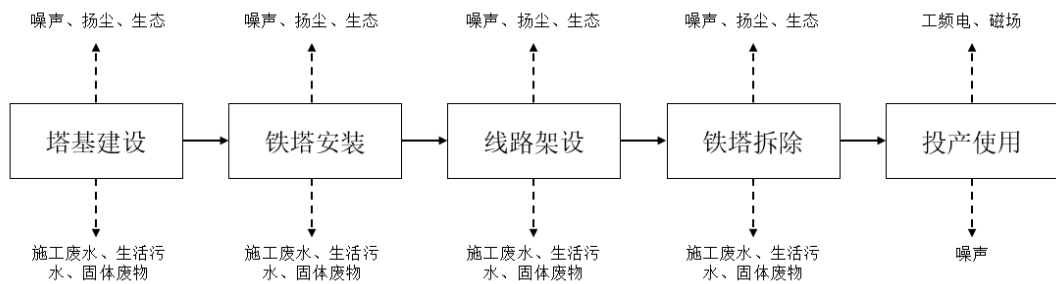 噪声、扬尘、生态
噪声、扬尘、生态
噪声、扬尘、生态
噪声、扬尘、生态
工频电、磁场
塔基建设
铁塔安装
线路架设
铁塔拆除
投产使用
施工废水、生活污
水、固体废物
施工废水、生活污
水、固体废物
施工废水、生活污
水、固体废物
施工废水、生活污
水、固体废物
噪声